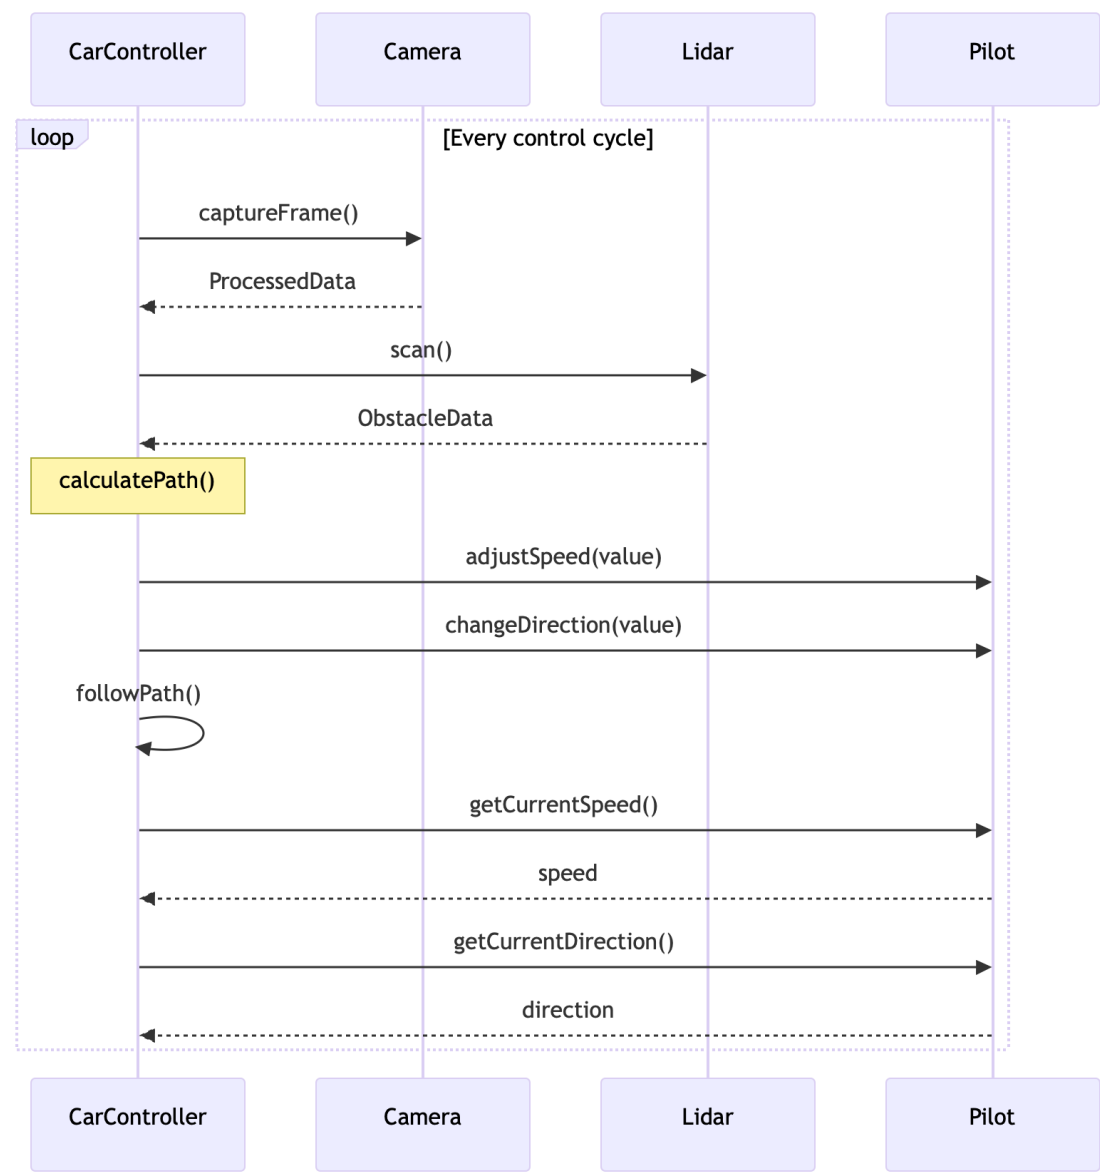 CarController
Camera
Lidar
Pilot
loop
[Every control cycle]
captureFrame()
ProcessedData
scan()
ObstacleData
calculatePath()
adjustSpeed(value)
changeDirection(value)
followPath()
getCurrentSpeed()
speed
getCurrentDirection()
direction
CarController
Camera
Lidar
Pilot